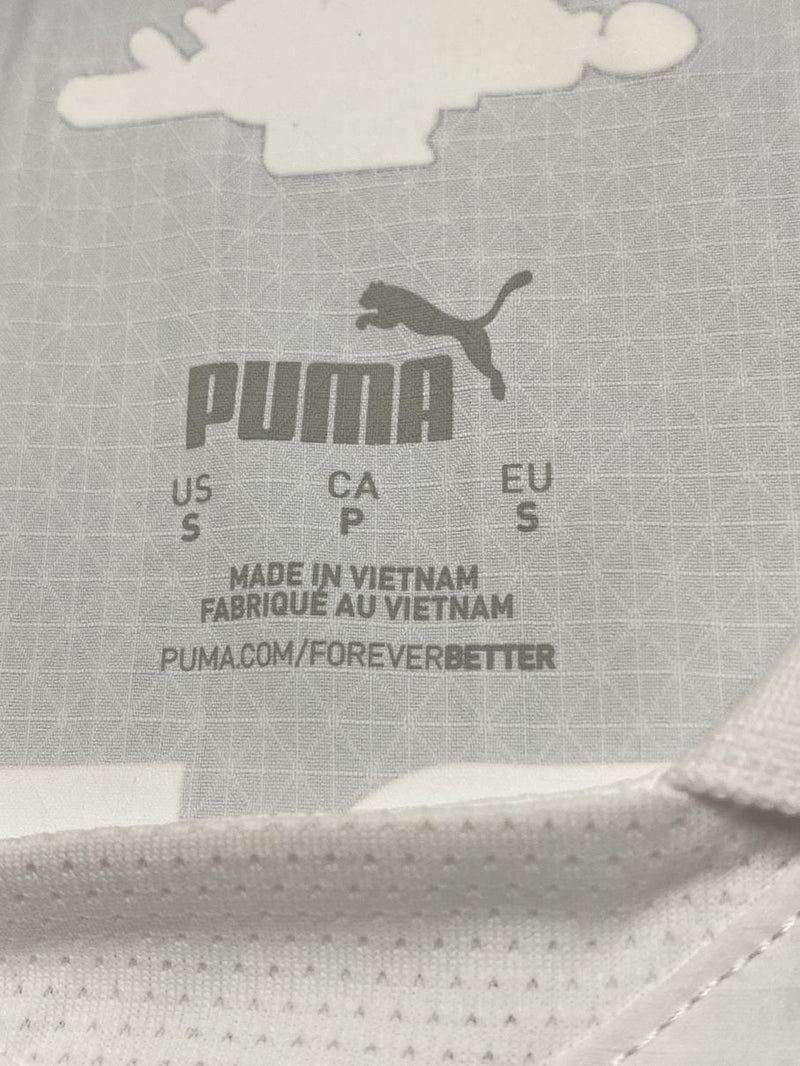 PUMA
US CA EU
S P S
MADE IN VIETNAM
FABRIQUÉ AU VIETNAM
PUMA.COM/FOREVERBETTER